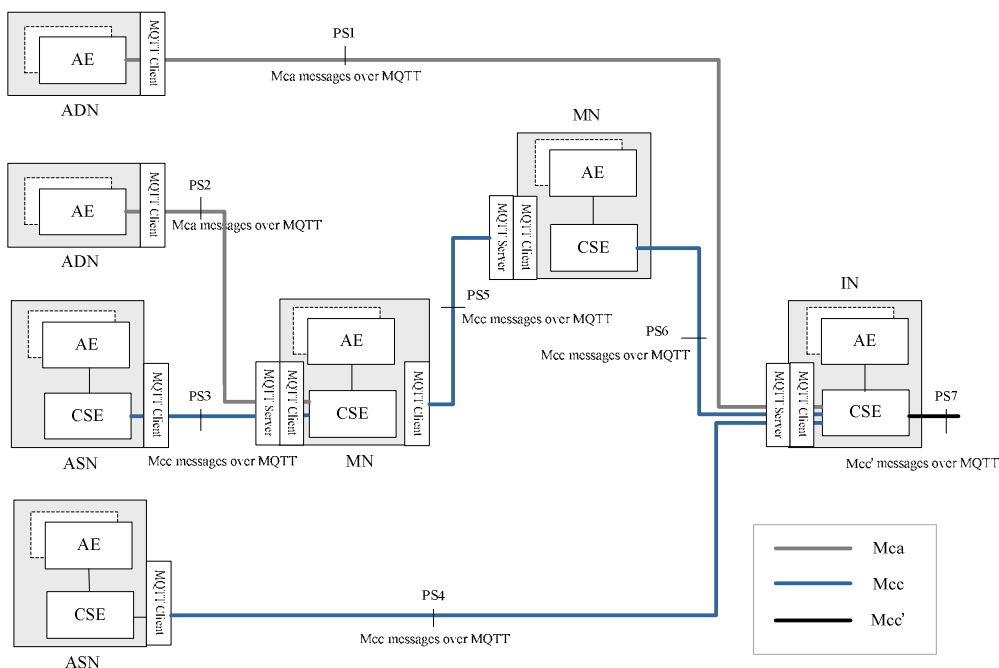 AE
MQTT Client
ADN
PS1
Mca messages over MQTT
AE
MQTT Client
ADN
PS2
Mca messages over MQTT
MN
AE
CSE
MQTT Server
MQTT Client
AE
CSE
MQTT Client
ASN
PS3
Mcc messages over MQTT
AE
CSE
MQTT Server
MQTT Client
MQTT Client
MN
PS5
Mcc messages over MQTT
PS6
Mcc messages over MQTT
IN
AE
CSE
MQTT Server
MQTT Client
PS7
Mcc' messages over MQTT
AE
CSE
MQTT Client
ASN
PS4
Mcc messages over MQTT
Mca
Mcc
Mcc'